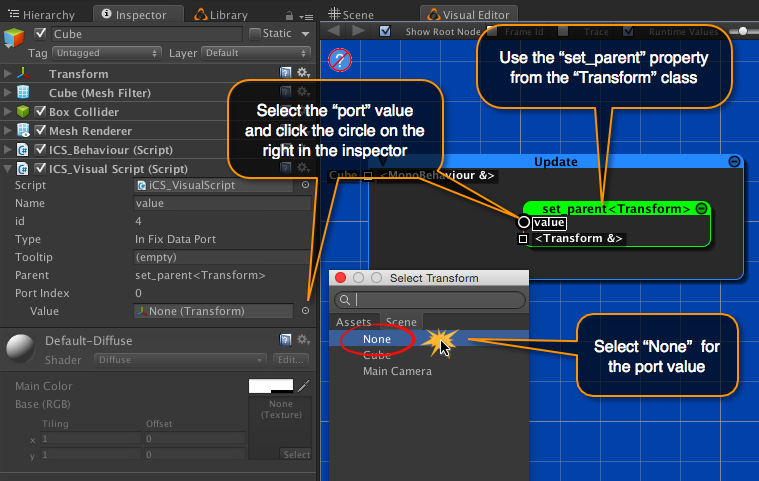 Hierarchy
Inspector
Library
Cube
Static
Tag
Untagged
Layer
Default
Transform
Cube (Mesh Filter)
Box Collider
Mesh Renderer
ICS_Behaviour (Script)
ICS_Visual Script (Script)
Script
iCS_VisualScript
Name
value
id
4
Type
In Fix Data Port
Tooltip
(empty)
Parent
set_parent<Transform>
Port Index
0
Value
None (Transform)
Default-Diffuse
Shader
Diffuse
Edit...
Main Color
Base (RGB)
None
(Texture)
Tiling
Offset
x
1
0
y
1
0
Select
Scene
Visual Editor
Show Root Node
Frame Id
Trace
Runtime Values
Use the “set_parent” property
from the “Transform” class
Select the “port” value
and click the circle on the
right in the inspector
Update
Cube
<MonoBehaviour &>
set_parent<Transform>
value
<Transform &>
Select Transform
Assets
Scene
None
Cube
Main Camera
Select “None” for
the port value